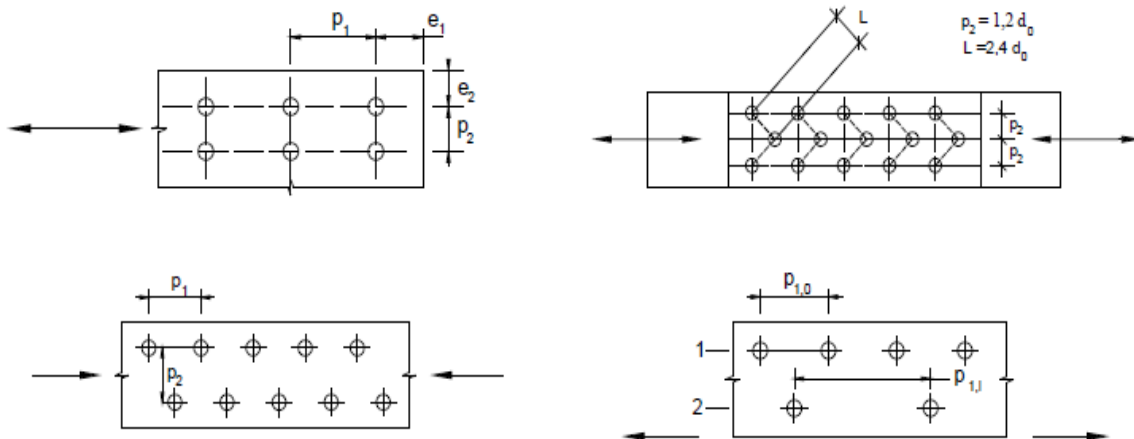 p₁ e₁
e₂
p₂
L
p₂ = 1,2 d₀
L =2,4 d₀
p₂
p₂
p₁
p₂
p₁,₀
1
p₁,ₗ
2